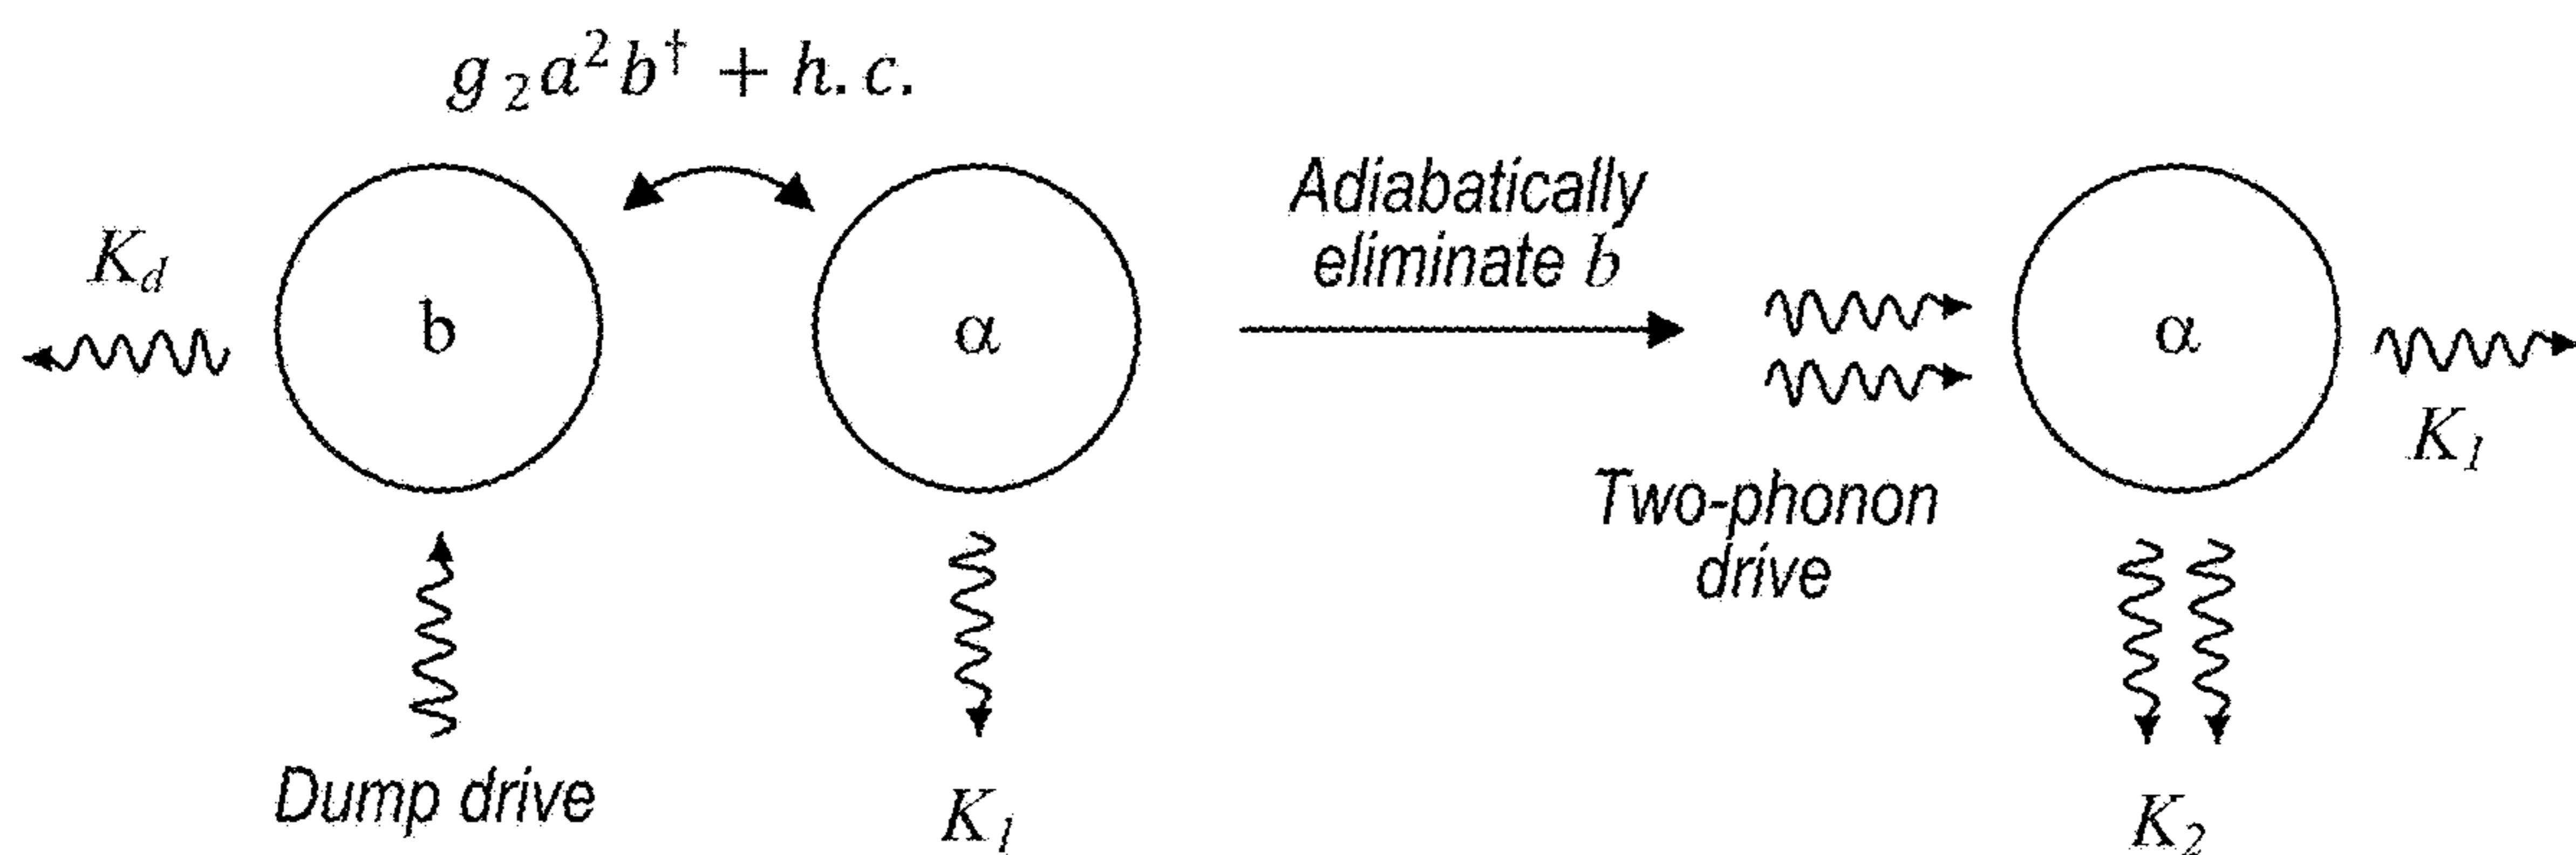 g₂a²b† + h.c.
K_d
b
α
Dump drive
K₁
Adiabatically
eliminate b
Two-phonon
drive
α
K₁
K₂